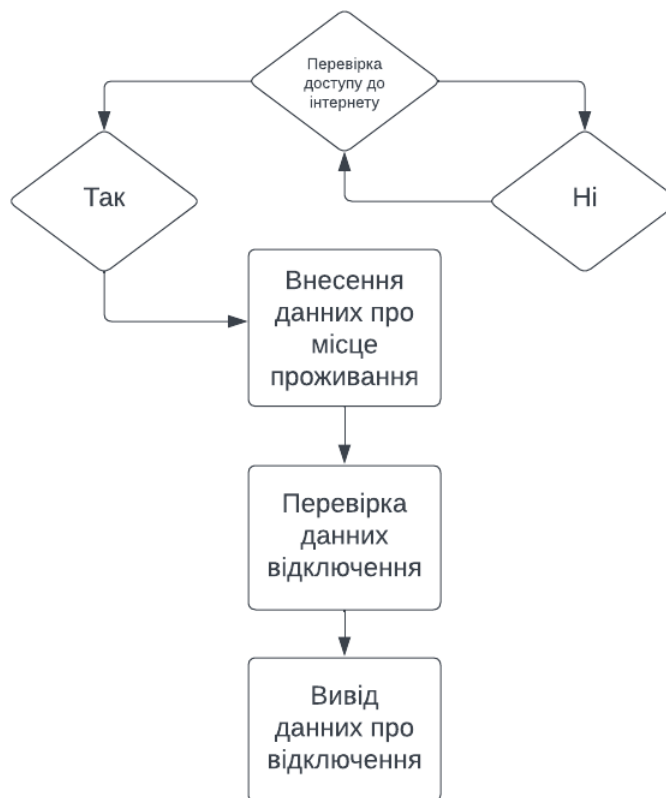 Перевірка
доступу до
інтернету
Так
Ні
Внесення
данних про
місце
проживання
Перевірка
данних
відключення
Вивід
данних про
відключення